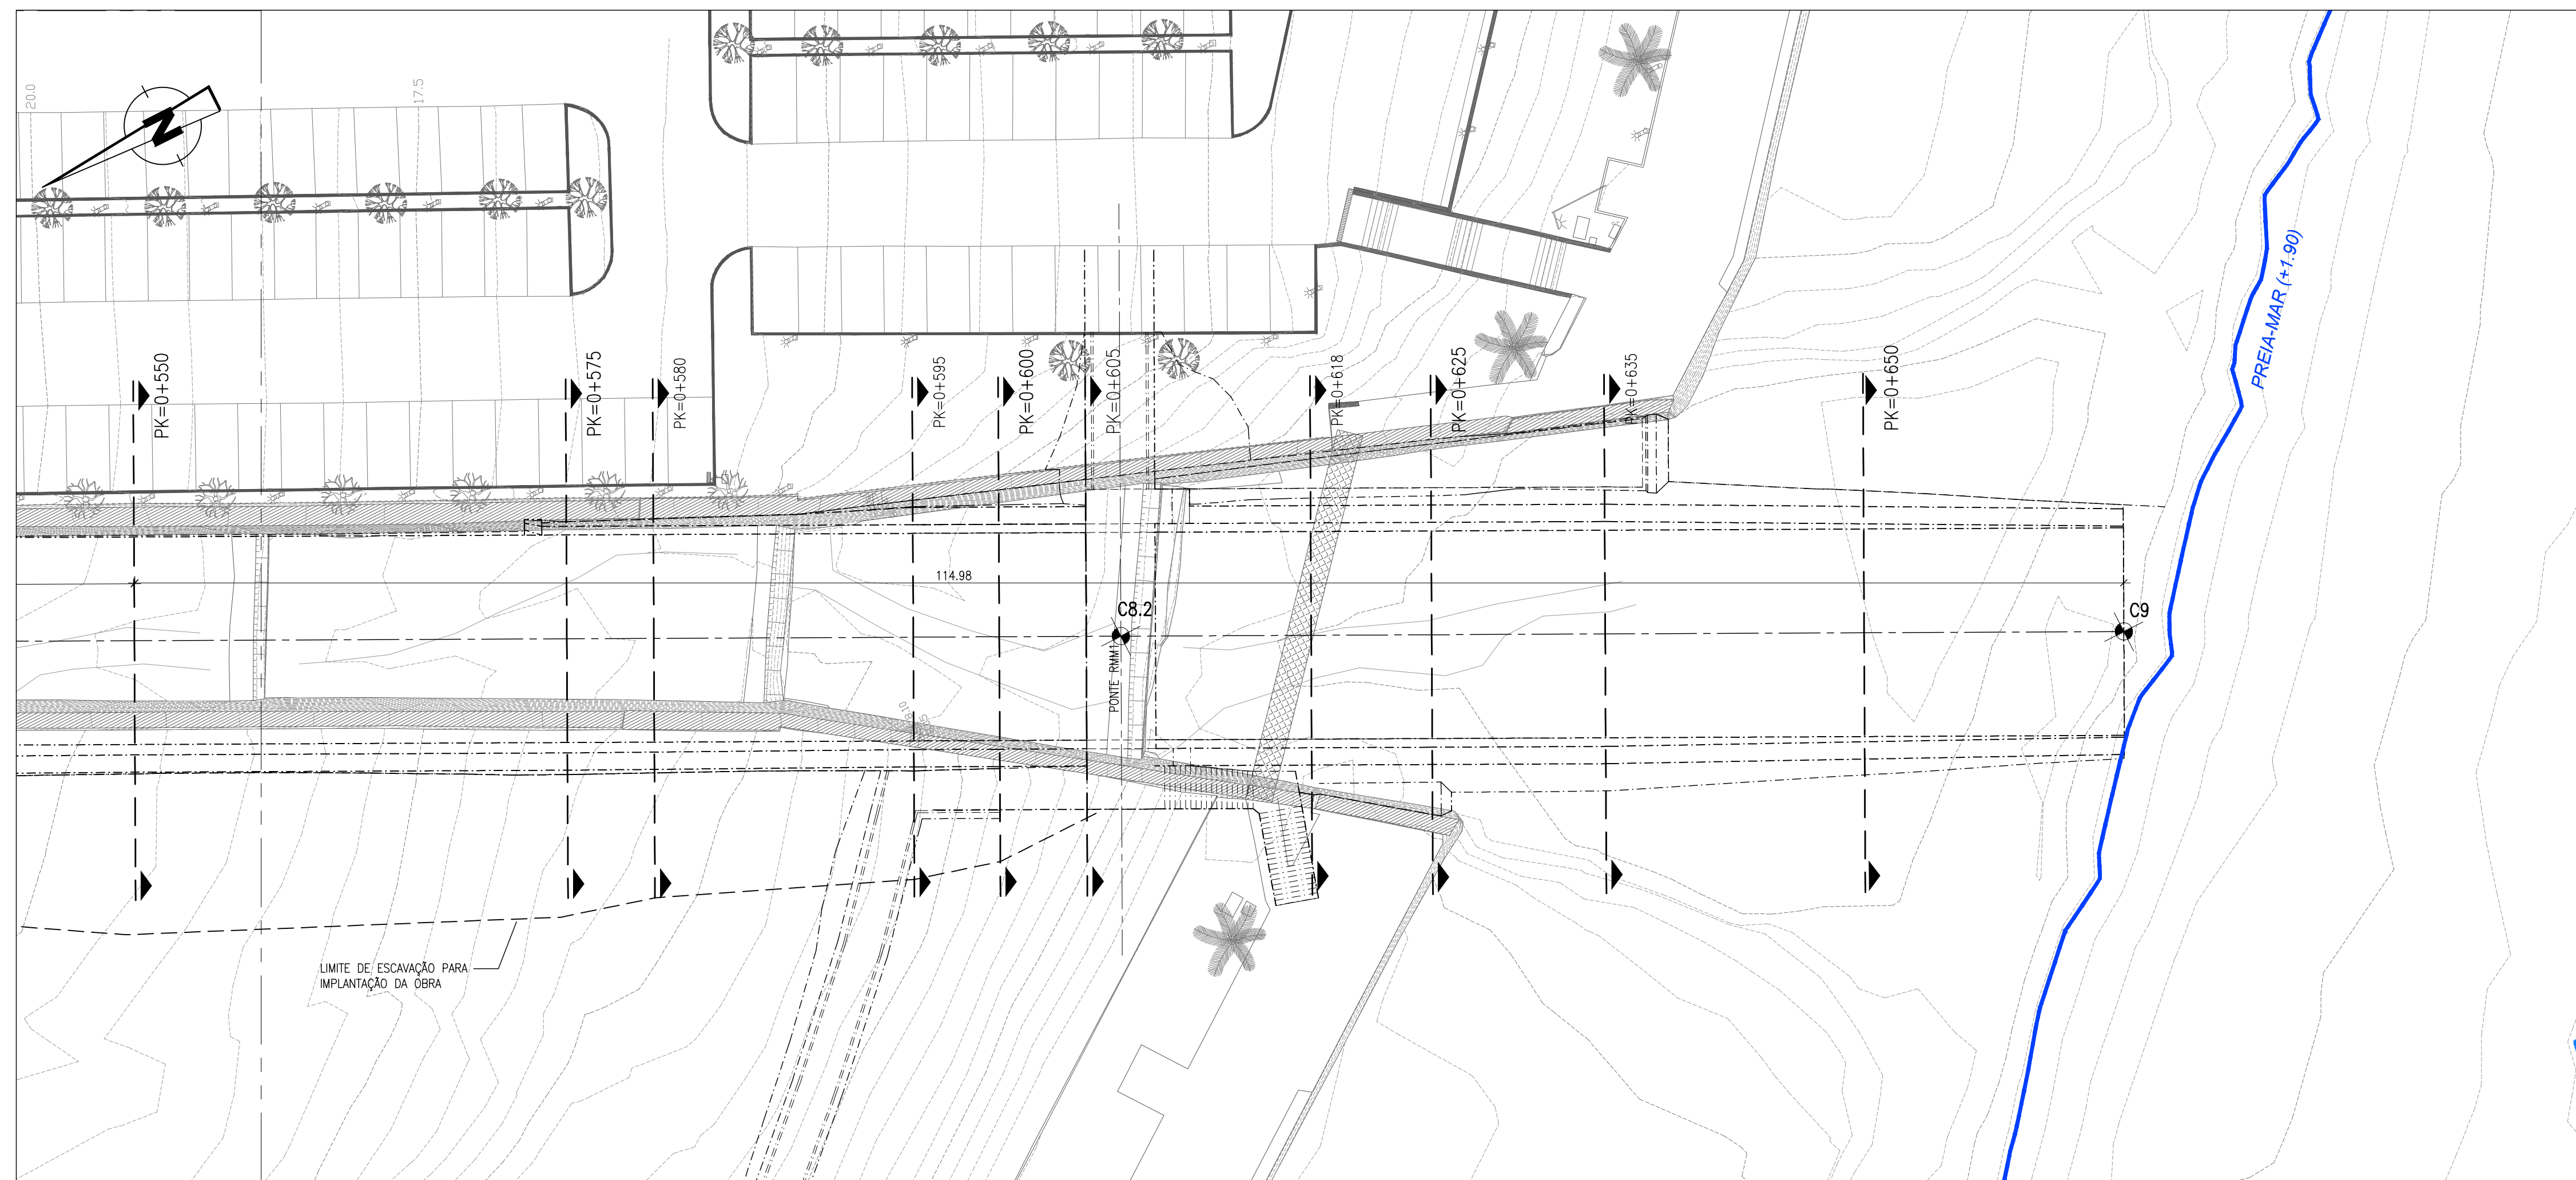 20.0
17.5
N
PREIA-MAR (+1.90)
PK=0+550
PK=0+575
PK=0+580
PK=0+595
PK=0+600
PK=0+605
PK=0+618
PK=0+625
PK=0+635
PK=0+650
114.98
C8.2
C9
PONTE RMM1
LIMITE DE ESCAVAÇÃO PARA
IMPLANTAÇÃO DA OBRA